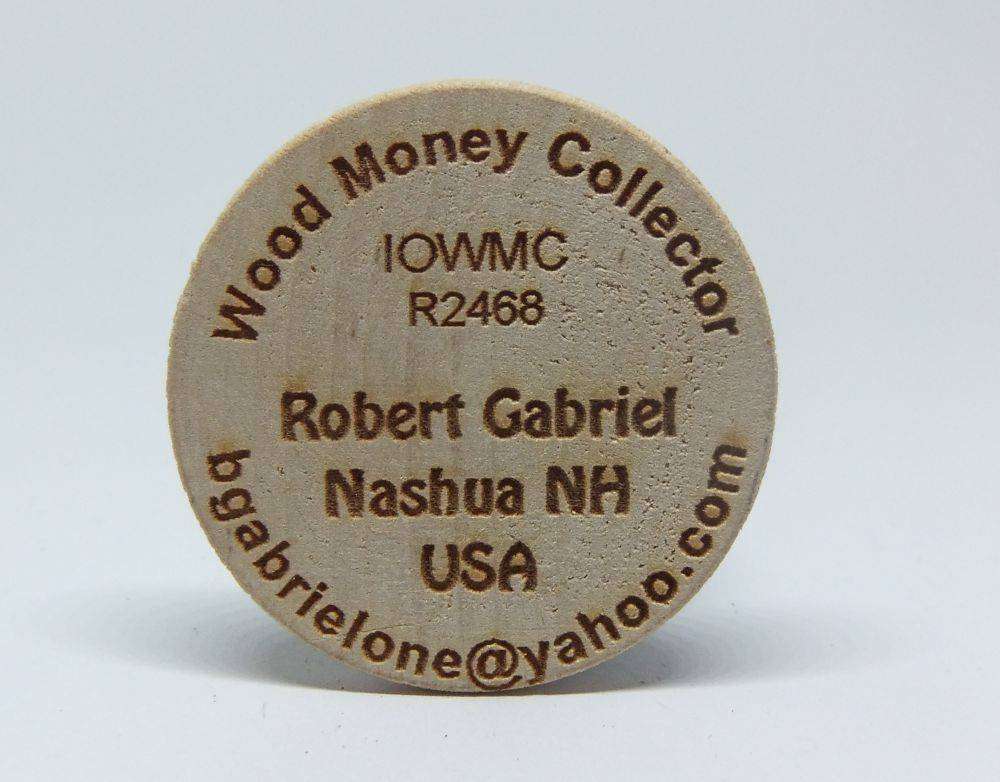 Wood Money Collector
IOWMC
R2468
Robert Gabriel
Nashua NH
USA
bgabrielone@yahoo.com